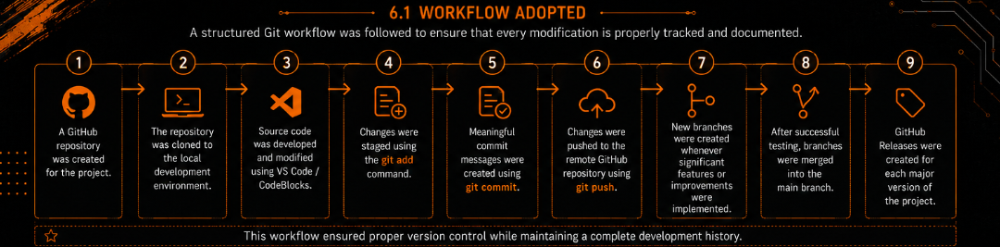 6.1 WORKFLOW ADOPTED
A structured Git workflow was followed to ensure that every modification is properly tracked and documented.
1
A GitHub
repository
was created
for the project.
2
The repository
was cloned to
the local
development
environment.
3
Source code
was developed
and modified
using VS Code /
CodeBlocks.
4
Changes were
staged using
the git add
command.
5
Meaningful
commit
messages were
created using
git commit.
6
Changes were
pushed to the
remote GitHub
repository using
git push.
7
New branches
were created
whenever
significant
features or
improvements
were
implemented.
8
After successful
testing, branches
were merged
into the
main branch.
9
GitHub
Releases were
created for
each major
version of
the project.
This workflow ensured proper version control while maintaining a complete development history.